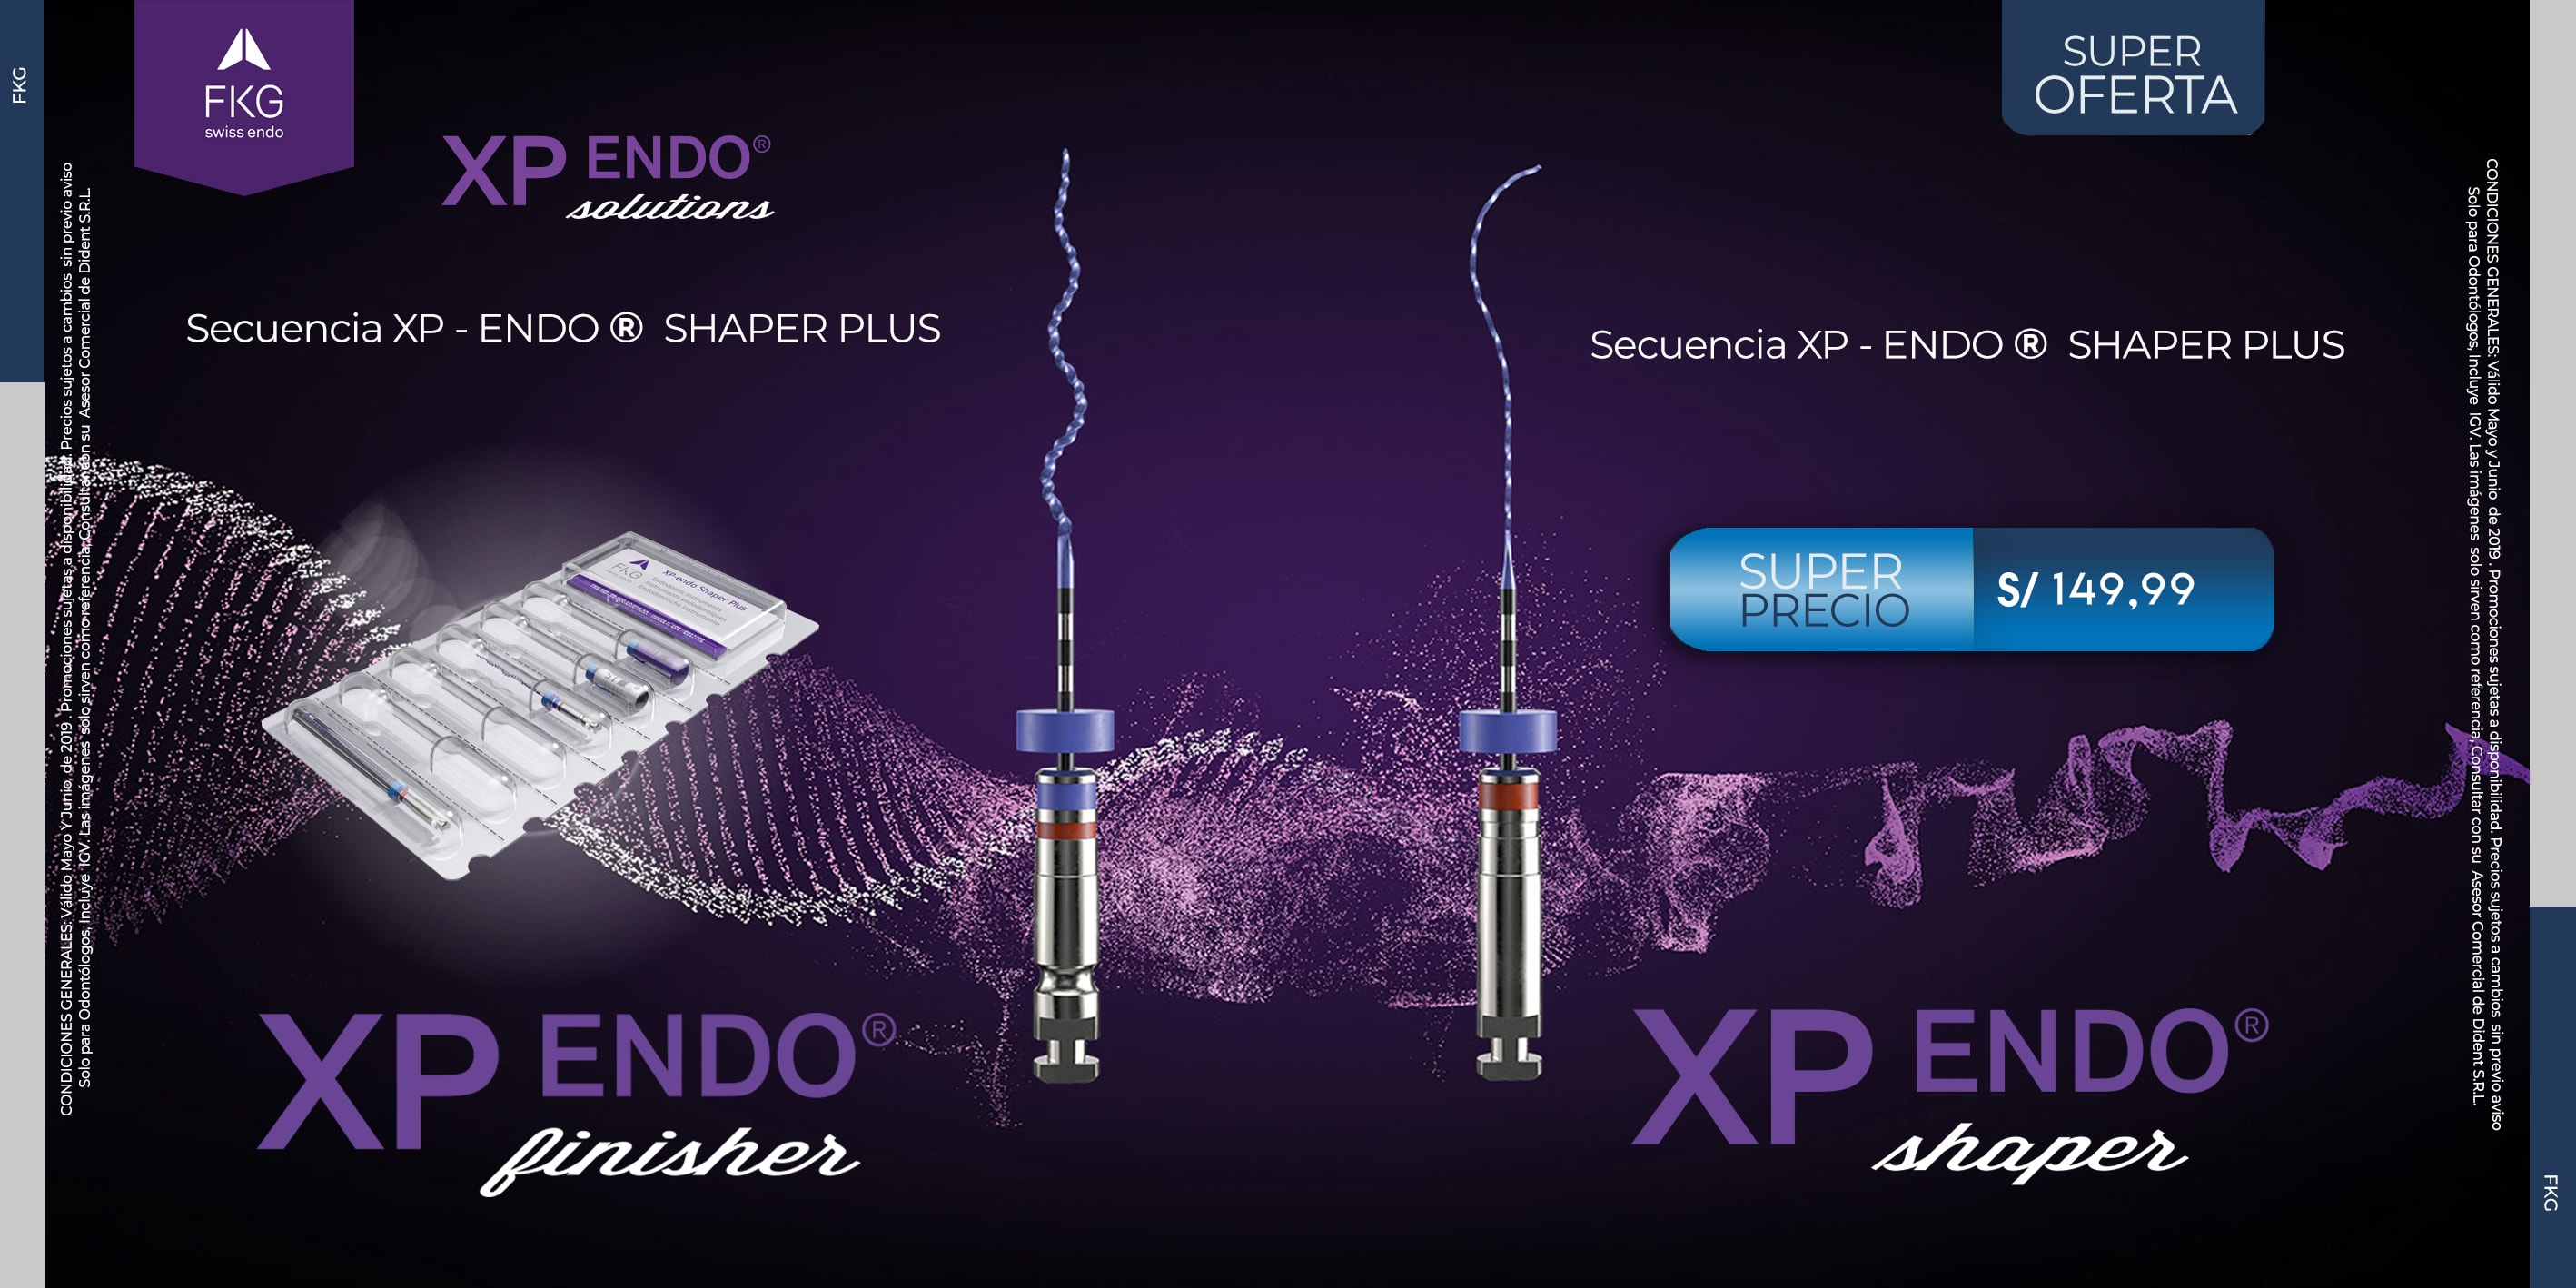 FKG
FKG
swiss endo
XP ENDO®
solutions
Secuencia XP - ENDO ® SHAPER PLUS
CONDICIONES GENERALES: Válido Mayo Y Junio de 2019. Promociones sujetas a disponibilidad. Precios sujetos a cambios sin previo aviso
Solo para Odontólogos, Incluye IGV. Las imágenes solo sirven como referencia, Consultar con su Asesor Comercial de Dident S.R.L.
FKG
XP-endo Shaper Plus
XP ENDO®
finisher
SUPER
OFERTA
Secuencia XP - ENDO ® SHAPER PLUS
SUPER
PRECIO
S/ 149,99
XP ENDO®
shaper
CONDICIONES GENERALES: Válido Mayo y Junio de 2019. Promociones sujetas a disponibilidad. Precios sujetos a cambios sin previo aviso
Solo para Odontólogos, Incluye IGV. Las imágenes solo sirven como referencia, Consultar con su Asesor Comercial de Dident S.R.L.
FKG